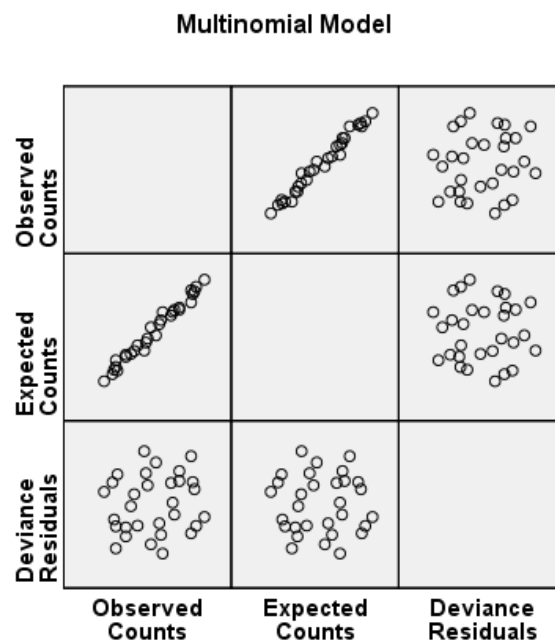 Multinomial Model
Observed
Counts
Expected
Counts
Deviance
Residuals
Observed
Counts
Expected
Counts
Deviance
Residuals